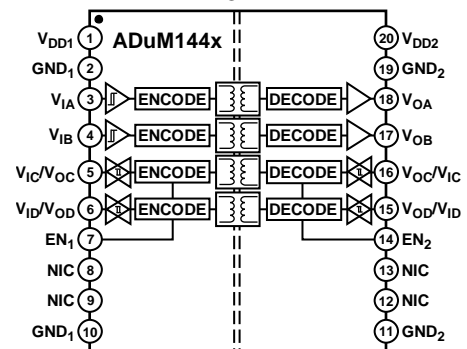 ADuM144x
VDD1 1 20 VDD2
GND1 2 19 GND2
VIA 3 ENCODE DECODE 18 VOA
VIB 4 ENCODE DECODE 17 VOB
VIC/VOC 5 ENCODE DECODE 16 VOC/VIC
VID/VOD 6 ENCODE DECODE 15 VOD/VID
EN1 7 14 EN2
NIC 8 13 NIC
NIC 9 12 NIC
GND1 10 11 GND2